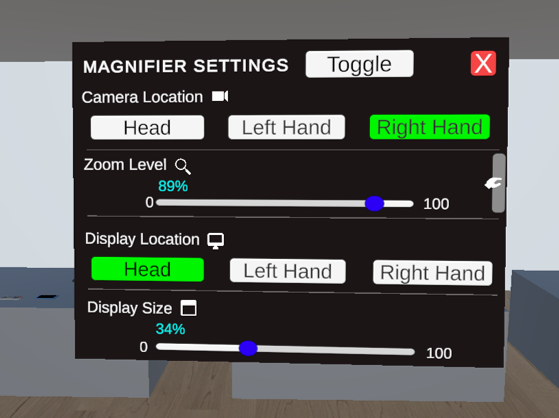 MAGNIFIER SETTINGS Toggle X
Camera Location
Head Left Hand Right Hand
Zoom Level
89%
0 100
Display Location
Head Left Hand Right Hand
Display Size
34%
0 100